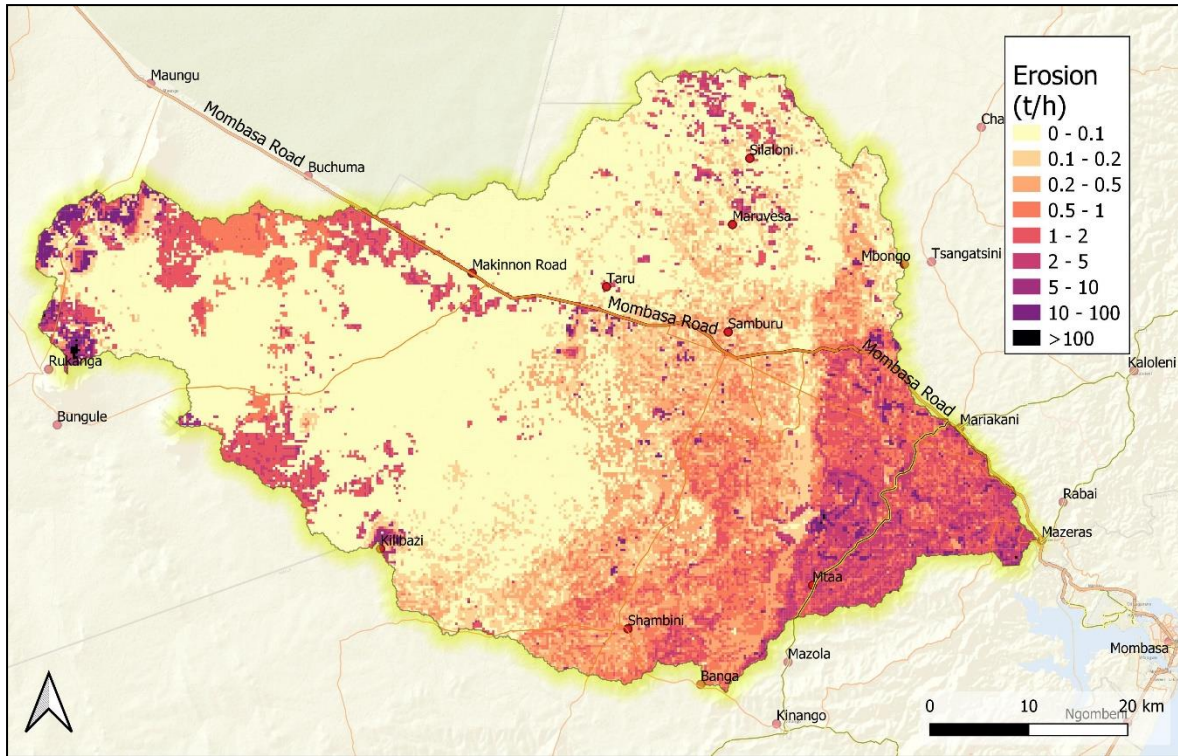 Maungu
Mombasa Road
Buchuma
Silaloni
Maruvesa
Makinnon Road
Taru
Mombasa Road
Samburu
Mbongo
Tsangatsini
Cha
Rukanga
Bungule
Mombasa Road
Mariakani
Kaloleni
Rabai
Mazeras
Kilibazi
Mtaa
Shambini
Mazola
Banga
Kinango
Mombasa
Ngombeni
Erosion
(t/h)
0 - 0.1
0.1 - 0.2
0.2 - 0.5
0.5 - 1
1 - 2
2 - 5
5 - 10
10 - 100
>100
0 10 20 km